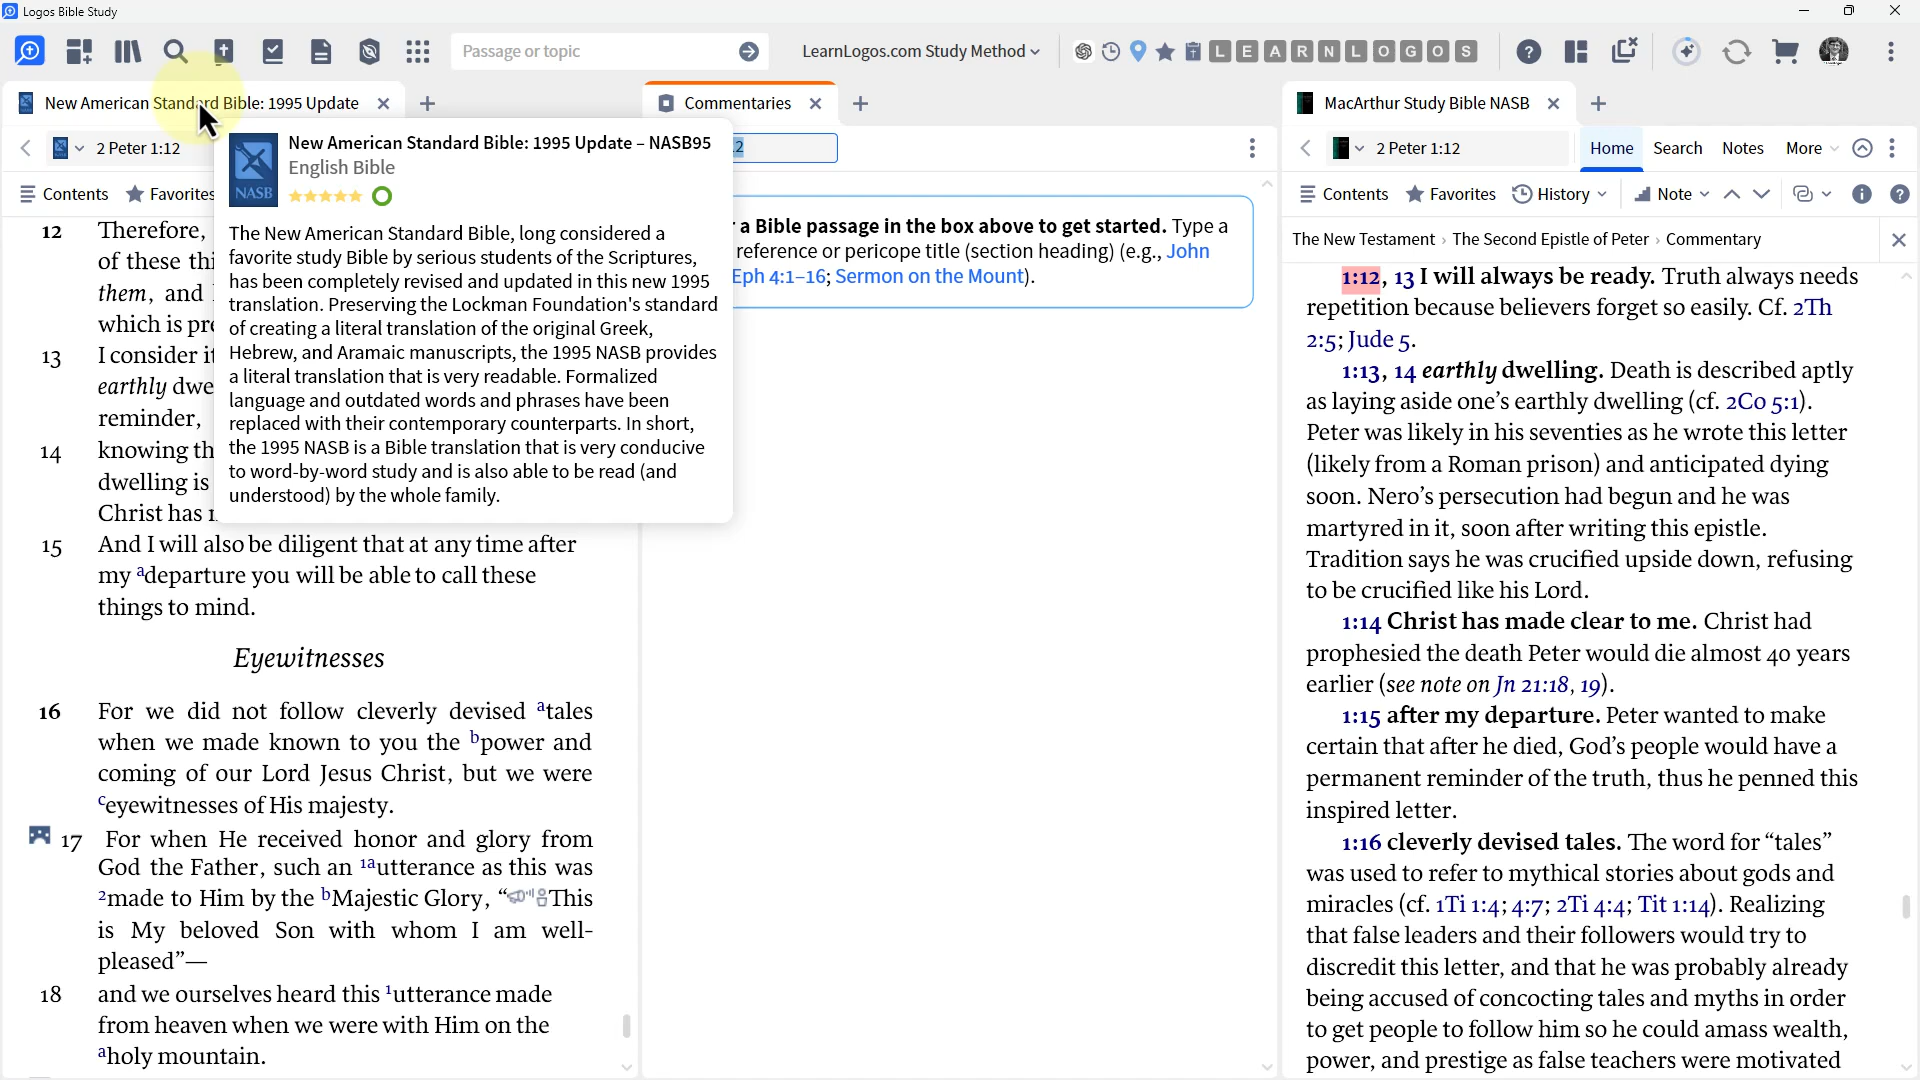 Logos Bible Study
Passage or topic
LearnLogos.com Study Method
L E A R N L O G O S
New American Standard Bible: 1995 Update
2 Peter 1:12
Contents Favorites
12 Therefore,
of these thi
them, and
which is pre
13 I consider it
earthly dwe
reminder,
14 knowing th
dwelling is
Christ has
15 And I will also be diligent that at any time after
my adeparture you will be able to call these
things to mind.
Eyewitnesses
16 For we did not follow cleverly devised atales
when we made known to you the bpower and
coming of our Lord Jesus Christ, but we were
ceyewitnesses of His majesty.
17 For when He received honor and glory from
God the Father, such an 1autterance as this was
2made to Him by the bMajestic Glory, “This
is My beloved Son with whom I am well-
pleased”—
18 and we ourselves heard this 1utterance made
from heaven when we were with Him on the
aholy mountain.
NASB
New American Standard Bible: 1995 Update – NASB95
English Bible
The New American Standard Bible, long considered a
favorite study Bible by serious students of the Scriptures,
has been completely revised and updated in this new 1995
translation. Preserving the Lockman Foundation's standard
of creating a literal translation of the original Greek,
Hebrew, and Aramaic manuscripts, the 1995 NASB provides
a literal translation that is very readable. Formalized
language and outdated words and phrases have been
replaced with their contemporary counterparts. In short,
the 1995 NASB is a Bible translation that is very conducive
to word-by-word study and is also able to be read (and
understood) by the whole family.
Commentaries
2
a Bible passage in the box above to get started. Type a
reference or pericope title (section heading) (e.g., John
Eph 4:1–16; Sermon on the Mount).
MacArthur Study Bible NASB
2 Peter 1:12
Home Search Notes More
Contents Favorites History Note
The New Testament › The Second Epistle of Peter › Commentary
1:12, 13 I will always be ready. Truth always needs
repetition because believers forget so easily. Cf. 2Th
2:5; Jude 5.
1:13, 14 earthly dwelling. Death is described aptly
as laying aside one’s earthly dwelling (cf. 2Co 5:1).
Peter was likely in his seventies as he wrote this letter
(likely from a Roman prison) and anticipated dying
soon. Nero’s persecution had begun and he was
martyred in it, soon after writing this epistle.
Tradition says he was crucified upside down, refusing
to be crucified like his Lord.
1:14 Christ has made clear to me. Christ had
prophesied the death Peter would die almost 40 years
earlier (see note on Jn 21:18, 19).
1:15 after my departure. Peter wanted to make
certain that after he died, God’s people would have a
permanent reminder of the truth, thus he penned this
inspired letter.
1:16 cleverly devised tales. The word for “tales”
was used to refer to mythical stories about gods and
miracles (cf. 1Ti 1:4; 4:7; 2Ti 4:4; Tit 1:14). Realizing
that false leaders and their followers would try to
discredit this letter, and that he was probably already
being accused of concocting tales and myths in order
to get people to follow him so he could amass wealth,
power, and prestige as false teachers were motivated